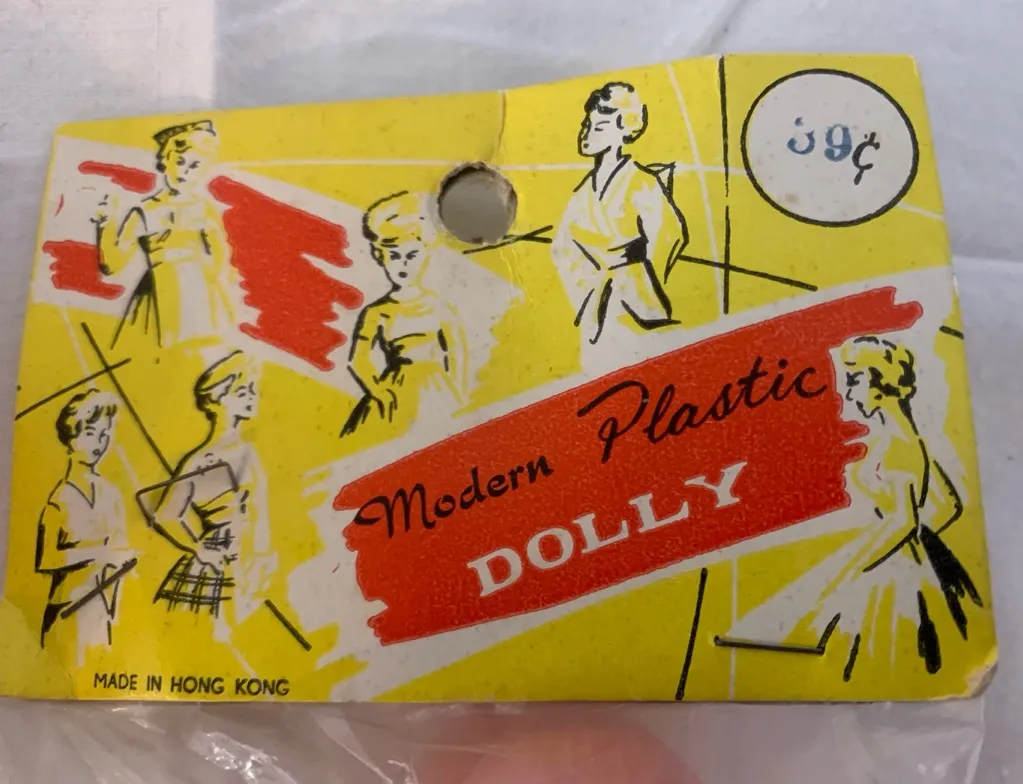 39¢
Modern Plastic
DOLLY
MADE IN HONG KONG